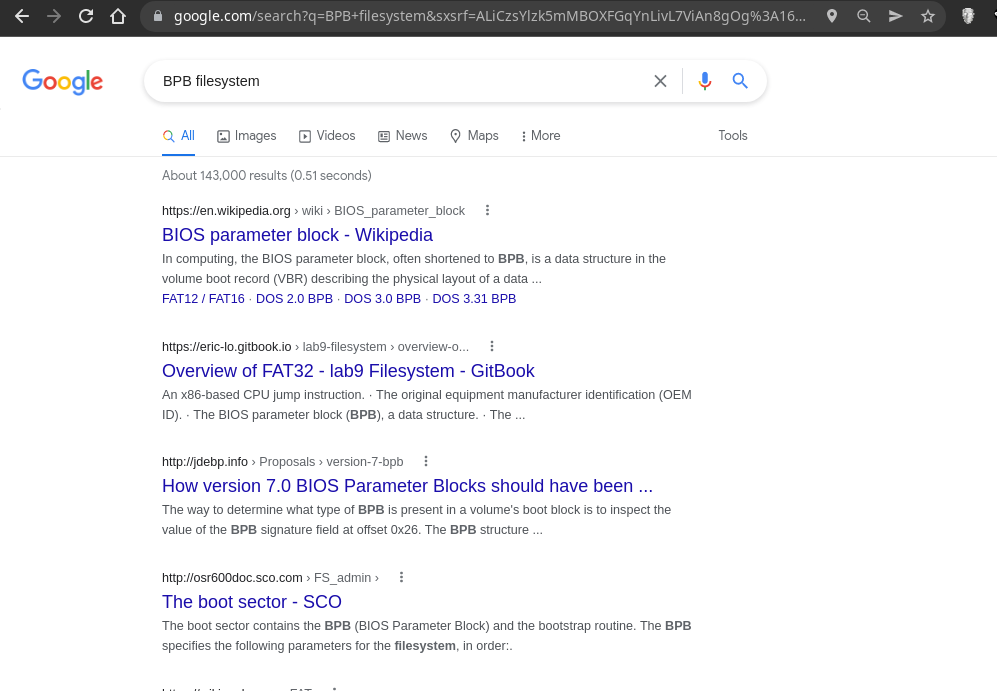 google.com/search?q=BPB+filesystem&sxsrf=ALiCzsYlzk5mMBOXFGqYnLivL7ViAn8gOg%3A16...
Google
BPB filesystem
All Images Videos News Maps More Tools
About 143,000 results (0.51 seconds)
https://en.wikipedia.org › wiki › BIOS_parameter_block
BIOS parameter block - Wikipedia
In computing, the BIOS parameter block, often shortened to BPB, is a data structure in the
volume boot record (VBR) describing the physical layout of a data ...
FAT12 / FAT16 · DOS 2.0 BPB · DOS 3.0 BPB · DOS 3.31 BPB
https://eric-lo.gitbook.io › lab9-filesystem › overview-o...
Overview of FAT32 - lab9 Filesystem - GitBook
An x86-based CPU jump instruction. · The original equipment manufacturer identification (OEM
ID). · The BIOS parameter block (BPB), a data structure. · The ...
http://jdebp.info › Proposals › version-7-bpb
How version 7.0 BIOS Parameter Blocks should have been ...
The way to determine what type of BPB is present in a volume's boot block is to inspect the
value of the BPB signature field at offset 0x26. The BPB structure ...
http://osr600doc.sco.com › FS_admin ›
The boot sector - SCO
The boot sector contains the BPB (BIOS Parameter Block) and the bootstrap routine. The BPB
specifies the following parameters for the filesystem, in order:.